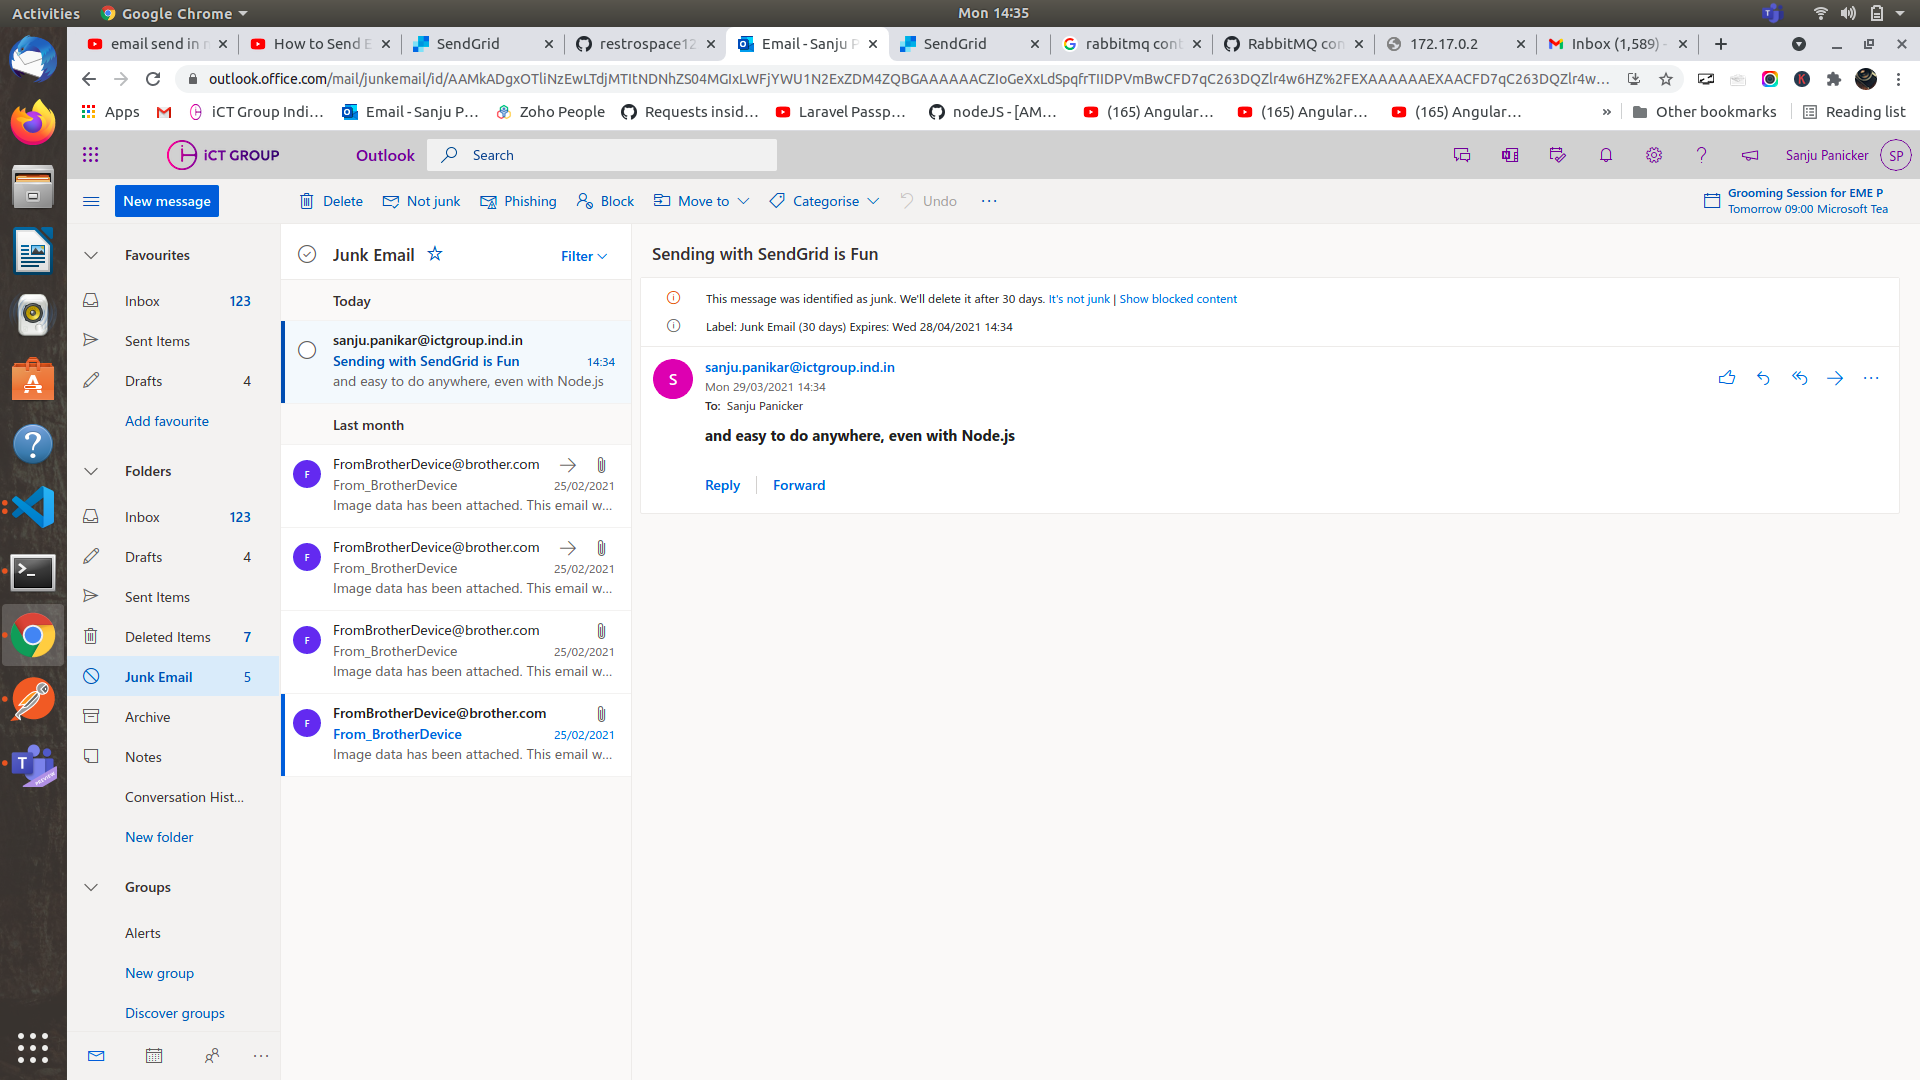 Activities
Google Chrome
Mon 14:35
email send in
How to Send E
SendGrid
restrospace12
Email - Sanju P
SendGrid
rabbitmq cont
RabbitMQ con
172.17.0.2
Inbox (1,589) -
outlook.office.com/mail/junkemail/id/
Apps
iCT Group Indi...
Email - Sanju P...
Zoho People
Requests insid...
Laravel Passp...
nodeJS - [AM...
(165) Angular...
(165) Angular...
(165) Angular...
»
Other bookmarks
Reading list
iCT GROUP
Outlook
Search
Sanju Panicker
SP
New message
Delete
Not junk
Phishing
Block
Move to
Categorise
Undo
Grooming Session for EME P
Tomorrow 09:00 Microsoft Tea
Favourites
Inbox 123
Sent Items
Drafts 4
Add favourite
Folders
Inbox 123
Drafts 4
Sent Items
Deleted Items 7
Junk Email 5
Archive
Notes
Conversation Hist...
New folder
Groups
Alerts
New group
Discover groups
Junk Email
Filter
Today
sanju.panikar@ictgroup.ind.in
Sending with SendGrid is Fun 14:34
and easy to do anywhere, even with Node.js
Last month
F
FromBrotherDevice@brother.com
From_BrotherDevice 25/02/2021
Image data has been attached. This email w...
F
FromBrotherDevice@brother.com
From_BrotherDevice 25/02/2021
Image data has been attached. This email w...
F
FromBrotherDevice@brother.com
From_BrotherDevice 25/02/2021
Image data has been attached. This email w...
F
FromBrotherDevice@brother.com
From_BrotherDevice 25/02/2021
Image data has been attached. This email w...
Sending with SendGrid is Fun
This message was identified as junk. We'll delete it after 30 days. It's not junk | Show blocked content
Label: Junk Email (30 days) Expires: Wed 28/04/2021 14:34
S
sanju.panikar@ictgroup.ind.in
Mon 29/03/2021 14:34
To: Sanju Panicker
and easy to do anywhere, even with Node.js
Reply
Forward